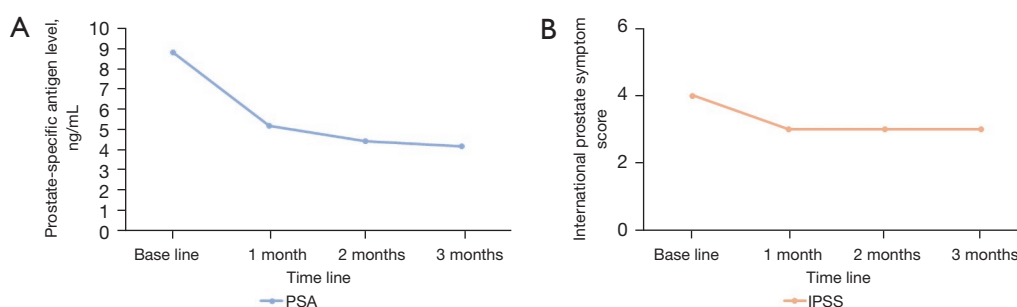 A
Prostate-specific antigen level,
ng/mL
10
9
8
7
6
5
4
3
2
1
0
Base line
1 month
2 months
3 months
Time line
PSA
B
International prostate symptom
score
6
4
2
0
Base line
1 month
2 months
3 months
Time line
IPSS